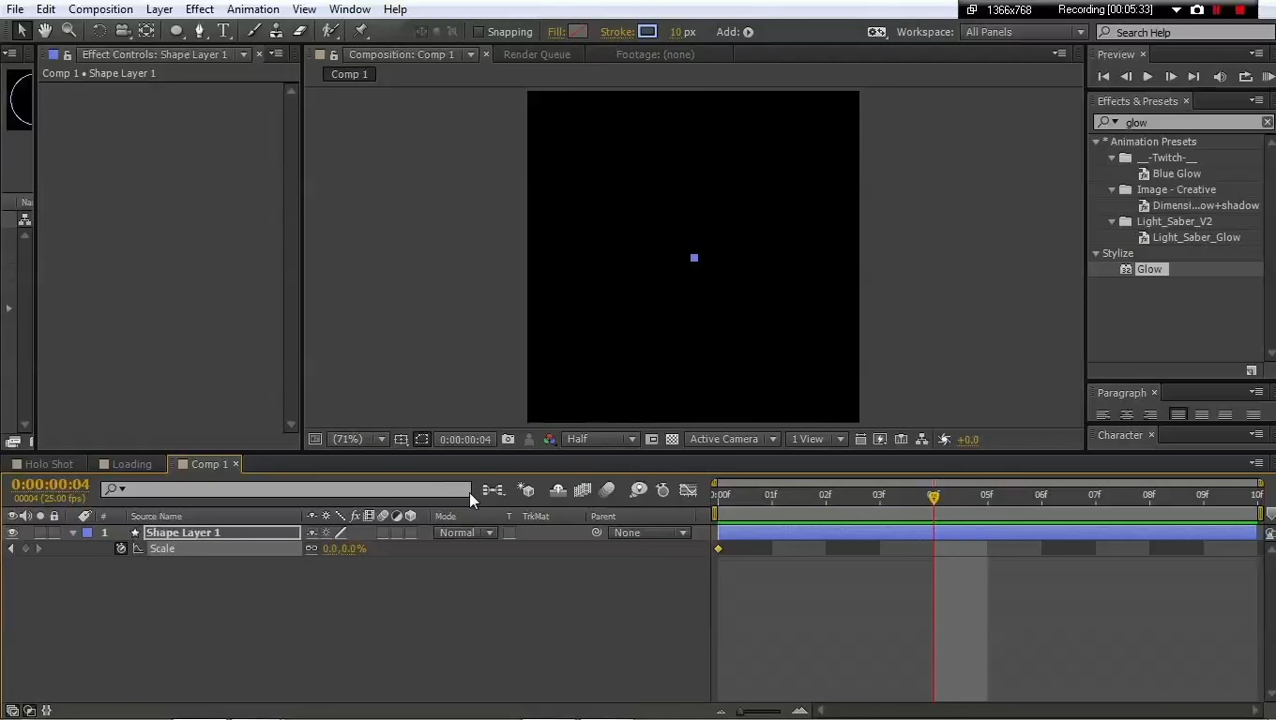 File Edit Composition Layer Effect Animation View Window Help
1366x768 Recording [00:05:33]
Snapping Fill: Stroke: 10 px Add: Workspace: All Panels Search Help
Effect Controls: Shape Layer 1
Comp 1 • Shape Layer 1
Composition: Comp 1 Render Queue Footage: (none)
Comp 1
Preview
Effects & Presets
glow
* Animation Presets
__-Twitch-__
Blue Glow
Image - Creative
Dimensi...ow+shadow
Light_Saber_V2
Light_Saber_Glow
Stylize
32 Glow
Paragraph
Character
(71%) 0:00:00:04 Half Active Camera 1 View +0.0
Holo Shot Loading Comp 1
0:00:00:04
00004 (25.00 fps)
:00F 01f 02f 03f 05f 06f 07f 08f 09f 10f
# Source Name Mode T TrkMat Parent
1 Shape Layer 1 Normal None
Scale 0.0,0.0%